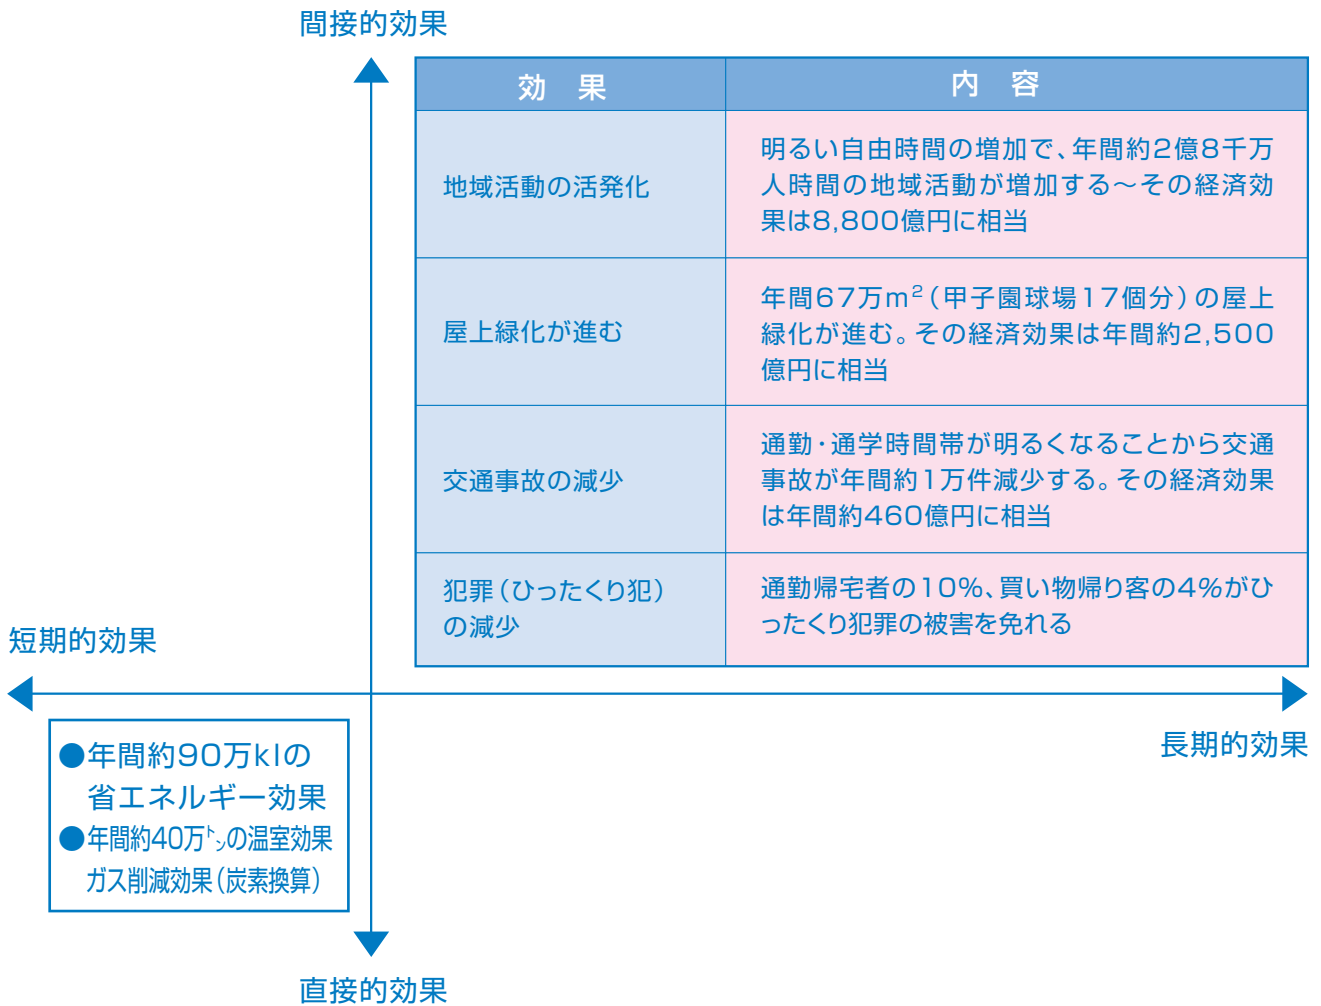 間接的効果
効　果
内　容
地域活動の活発化
明るい自由時間の増加で、年間約2億8千万
人時間の地域活動が増加する〜その経済効
果は8,800億円に相当
屋上緑化が進む
年間67万m²(甲子園球場17個分)の屋上
緑化が進む。その経済効果は年間約2,500
億円に相当
交通事故の減少
通勤・通学時間帯が明るくなることから交通
事故が年間約1万件減少する。その経済効果
は年間約460億円に相当
犯罪(ひったくり犯)
の減少
通勤帰宅者の10%、買い物帰り客の4%がひ
ったくり犯罪の被害を免れる
短期的効果
長期的効果
●年間約90万klの
省エネルギー効果
●年間約40万トンの温室効果
ガス削減効果(炭素換算)
直接的効果